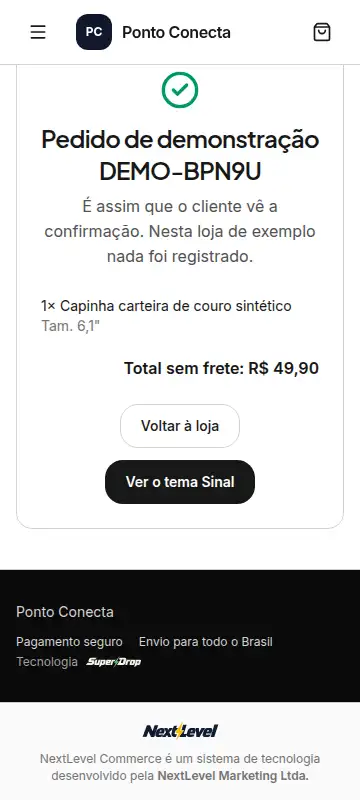 PC Ponto Conecta
Pedido de demonstração
DEMO-BPN9U
É assim que o cliente vê a
confirmação. Nesta loja de exemplo
nada foi registrado.
1× Capinha carteira de couro sintético
Tam. 6,1"
Total sem frete: R$ 49,90
Voltar à loja
Ver o tema Sinal
Ponto Conecta
Pagamento seguro Envio para todo o Brasil
Tecnologia Super/Drop
NextLevel
NextLevel Commerce é um sistema de tecnologia
desenvolvido pela NextLevel Marketing Ltda.